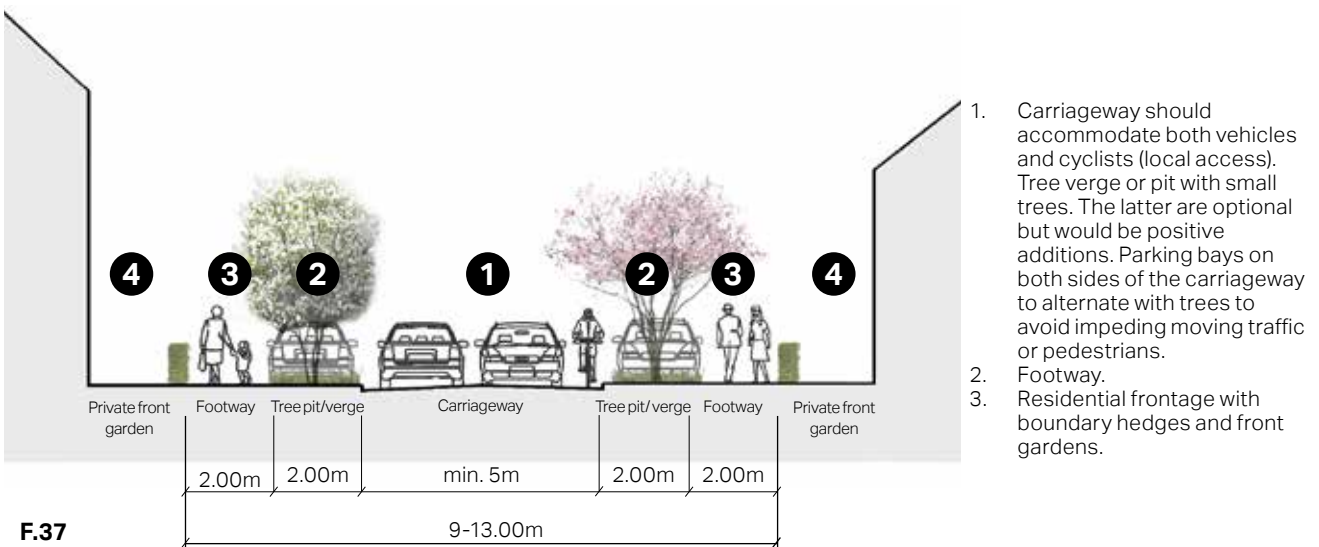 4
3
2
1
2
3
4
Private front
garden
Footway
Tree pit/verge
Carriageway
Tree pit/verge
Footway
Private front
garden
2.00m
2.00m
min. 5m
2.00m
2.00m
9-13.00m
F.37
1. Carriageway should
accommodate both vehicles
and cyclists (local access).
Tree verge or pit with small
trees. The latter are optional
but would be positive
additions. Parking bays on
both sides of the carriageway
to alternate with trees to
avoid impeding moving traffic
or pedestrians.
2. Footway.
3. Residential frontage with
boundary hedges and front
gardens.